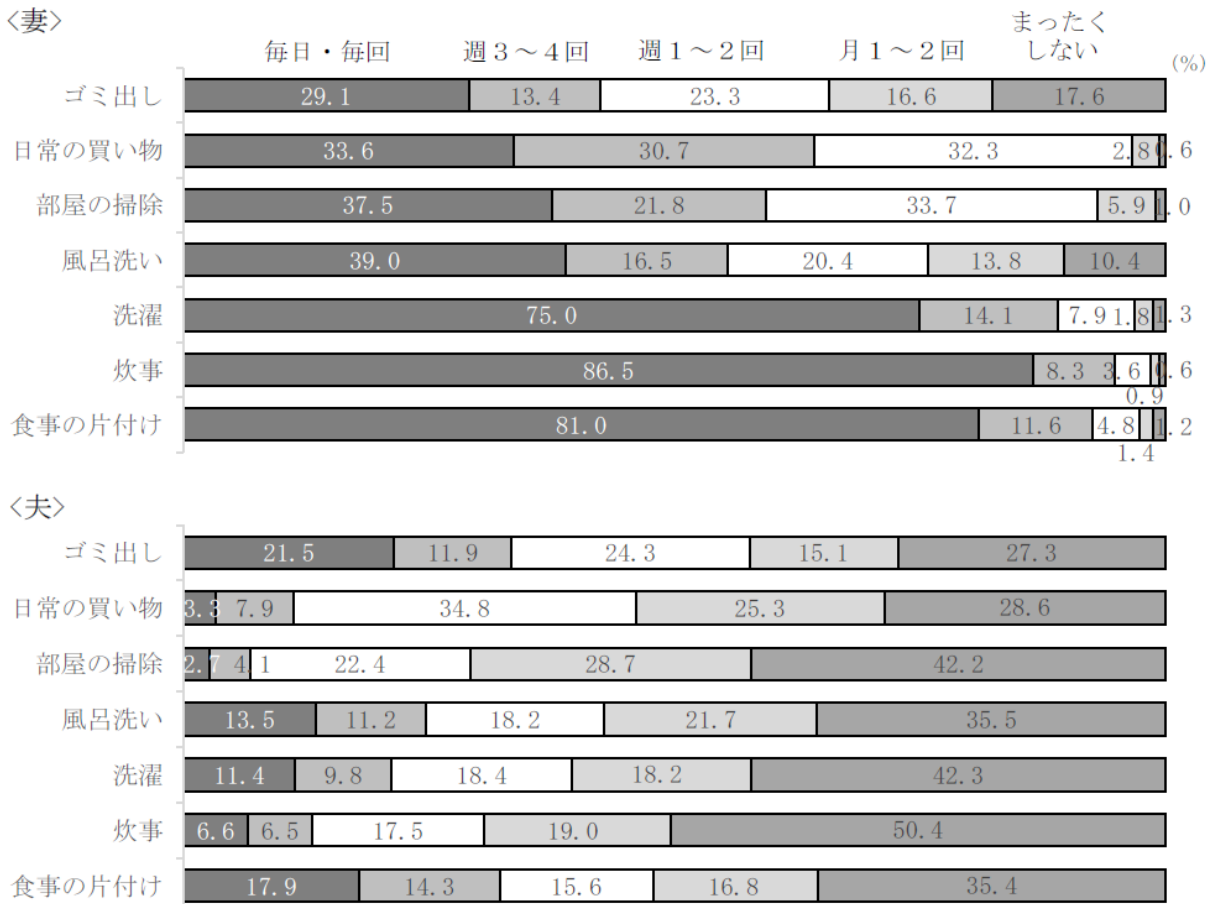 〈妻〉
毎日・毎回 週３～４回 週１～２回 月１～２回 まったく
しない
(%)
ゴミ出し 29.1 13.4 23.3 16.6 17.6
日常の買い物 33.6 30.7 32.3 2.8 0.6
部屋の掃除 37.5 21.8 33.7 5.9 1.0
風呂洗い 39.0 16.5 20.4 13.8 10.4
洗濯 75.0 14.1 7.9 1.8 1.3
炊事 86.5 8.3 3.6 0.9 0.6
食事の片付け 81.0 11.6 4.8 1.4 1.2
〈夫〉
ゴミ出し 21.5 11.9 24.3 15.1 27.3
日常の買い物 3.3 7.9 34.8 25.3 28.6
部屋の掃除 2.7 4.1 22.4 28.7 42.2
風呂洗い 13.5 11.2 18.2 21.7 35.5
洗濯 11.4 9.8 18.4 18.2 42.3
炊事 6.6 6.5 17.5 19.0 50.4
食事の片付け 17.9 14.3 15.6 16.8 35.4